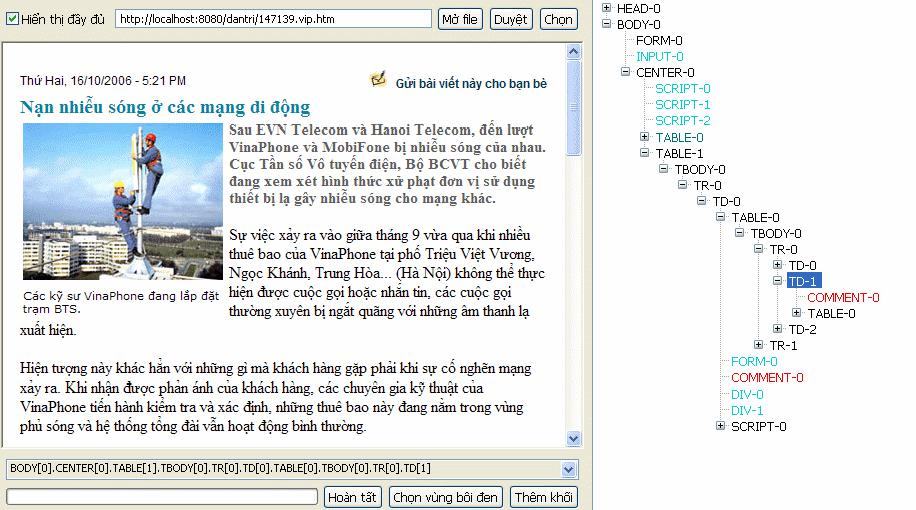 Hiển thị đầy đủ
http://localhost:8080/dantri/147139.vip.htm
Mở file
Duyệt
Chọn
Thứ Hai, 16/10/2006 - 5:21 PM
Gửi bài viết này cho bạn bè
Nạn nhiễu sóng ở các mạng di động
Sau EVN Telecom và Hanoi Telecom, đến lượt
VinaPhone và MobiFone bị nhiễu sóng của nhau.
Cục Tần số Vô tuyến điện, Bộ BCVT cho biết
đang xem xét hình thức xử phạt đơn vị sử dụng
thiết bị lạ gây nhiễu sóng cho mạng khác.
Sự việc xảy ra vào giữa tháng 9 vừa qua khi nhiều
thuê bao của VinaPhone tại phố Triệu Việt Vương,
Ngọc Khánh, Trung Hòa... (Hà Nội) không thể thực
hiện được cuộc gọi hoặc nhắn tin, các cuộc gọi
thường xuyên bị ngắt quãng với những âm thanh lạ
xuất hiện.
Các kỹ sư VinaPhone đang lắp đặt
trạm BTS.
Hiện tượng này khác hẳn với những gì mà khách hàng gặp phải khi sự cố nghẽn mạng
xảy ra. Khi nhận được phản ánh của khách hàng, các chuyên gia kỹ thuật của
VinaPhone tiến hành kiểm tra và xác định, những thuê bao này đang nằm trong vùng
phủ sóng và hệ thống tổng đài vẫn hoạt động bình thường.
BODY[0].CENTER[0].TABLE[1].TBODY[0].TR[0].TD[0].TABLE[0].TBODY[0].TR[0].TD[1]
Hoàn tất
Chọn vùng bôi đen
Thêm khối
HEAD-0
BODY-0
FORM-0
INPUT-0
CENTER-0
SCRIPT-0
SCRIPT-1
SCRIPT-2
TABLE-0
TABLE-1
TBODY-0
TR-0
TD-0
TABLE-0
TBODY-0
TR-0
TD-0
TD-1
COMMENT-0
TABLE-0
TD-2
TR-1
FORM-0
COMMENT-0
DIV-0
DIV-1
SCRIPT-0